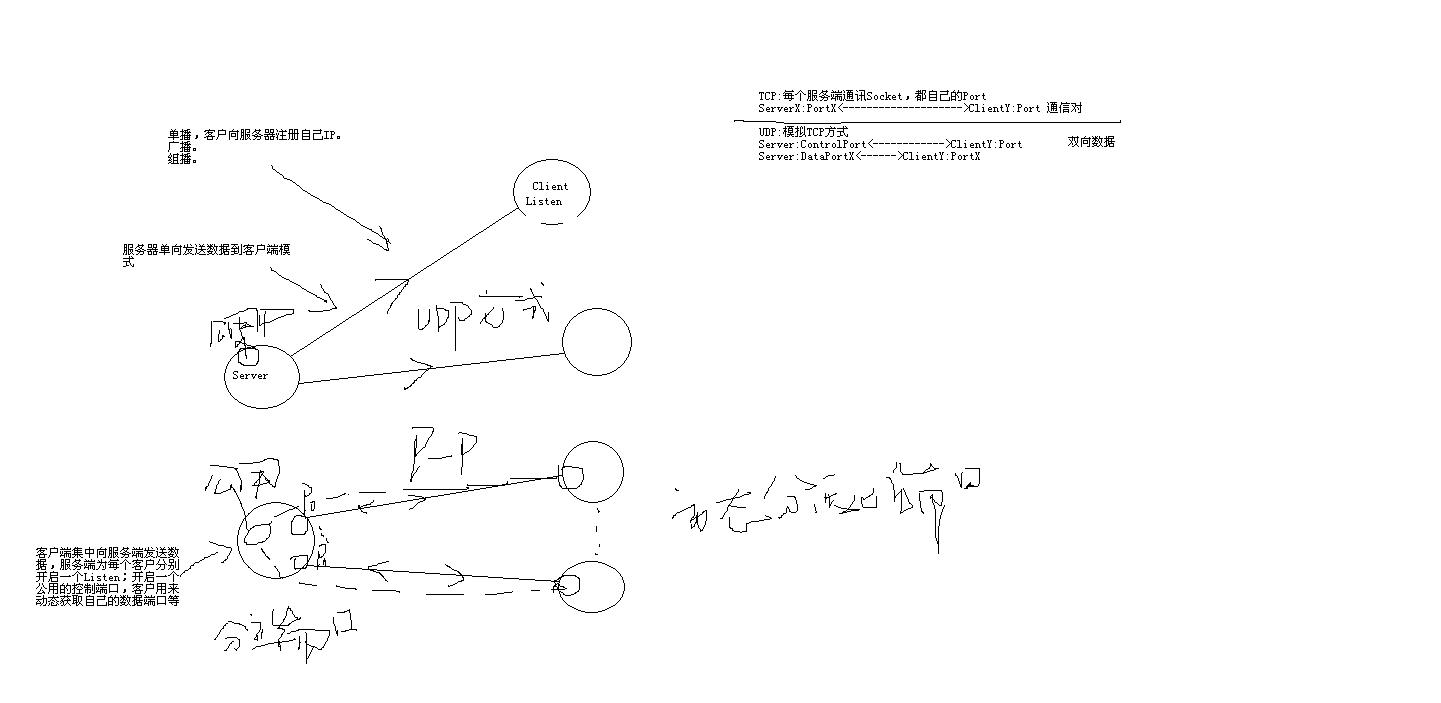 TCP:每个服务端通讯Socket，都自己的Port
ServerX:PortX<-------------------->ClientY:Port 通信对
UDP:模拟TCP方式
Server:ControlPort<------------>ClientY:Port
双向数据
Server:DataPortX<------>ClientY:PortX
单播，客户向服务器注册自己IP。
广播。
组播。
Client
Listen
服务器单向发送数据到客户端模
式
UDP方式
Server
P-P
公用
动态分配端口
客户端集中向服务端发送数
据，服务端为每个客户分别
开启一个Listen；开启一个
公用的控制端口，客户用来
动态获取自己的数据端口等